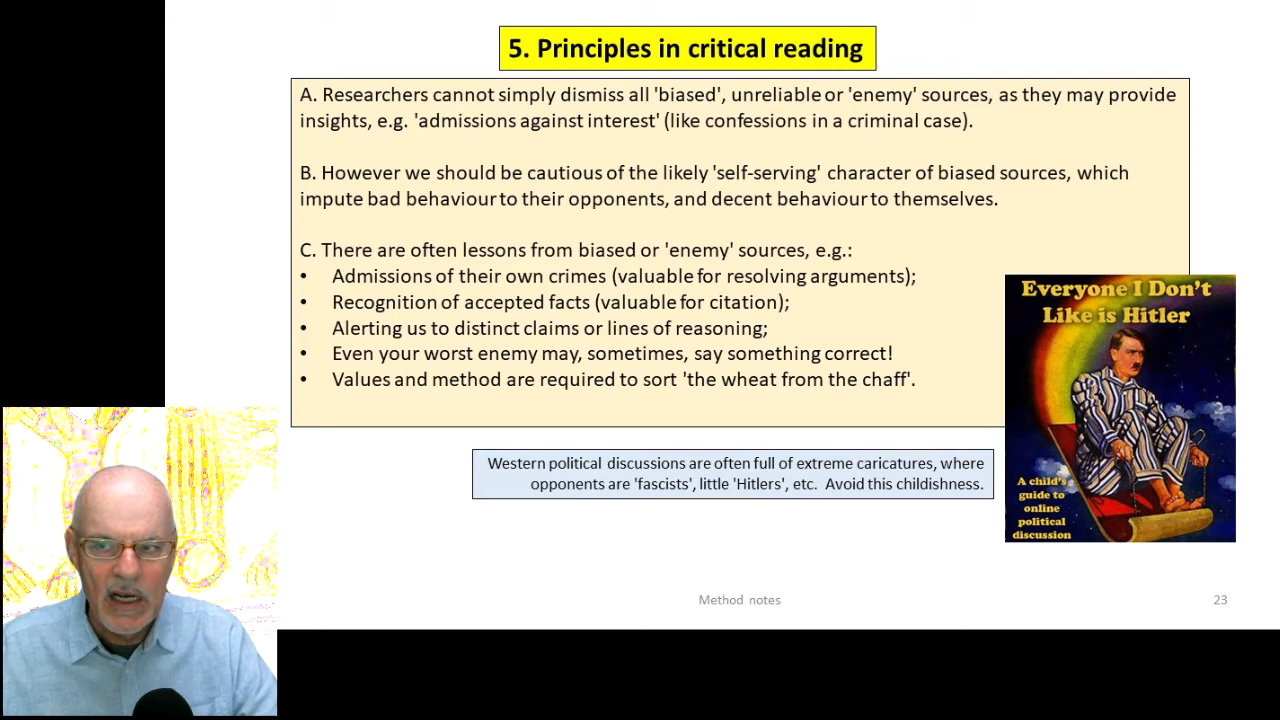 5. Principles in critical reading
A. Researchers cannot simply dismiss all 'biased', unreliable or 'enemy' sources, as they may provide
insights, e.g. 'admissions against interest' (like confessions in a criminal case).
B. However we should be cautious of the likely 'self-serving' character of biased sources, which
impute bad behaviour to their opponents, and decent behaviour to themselves.
C. There are often lessons from biased or 'enemy' sources, e.g.:
• Admissions of their own crimes (valuable for resolving arguments);
• Recognition of accepted facts (valuable for citation);
• Alerting us to distinct claims or lines of reasoning;
• Even your worst enemy may, sometimes, say something correct!
• Values and method are required to sort 'the wheat from the chaff'.
Everyone I Don't
Like is Hitler
A child's
guide to
online
political
discussion
Western political discussions are often full of extreme caricatures, where
opponents are 'fascists', little 'Hitlers', etc. Avoid this childishness.
Method notes
23